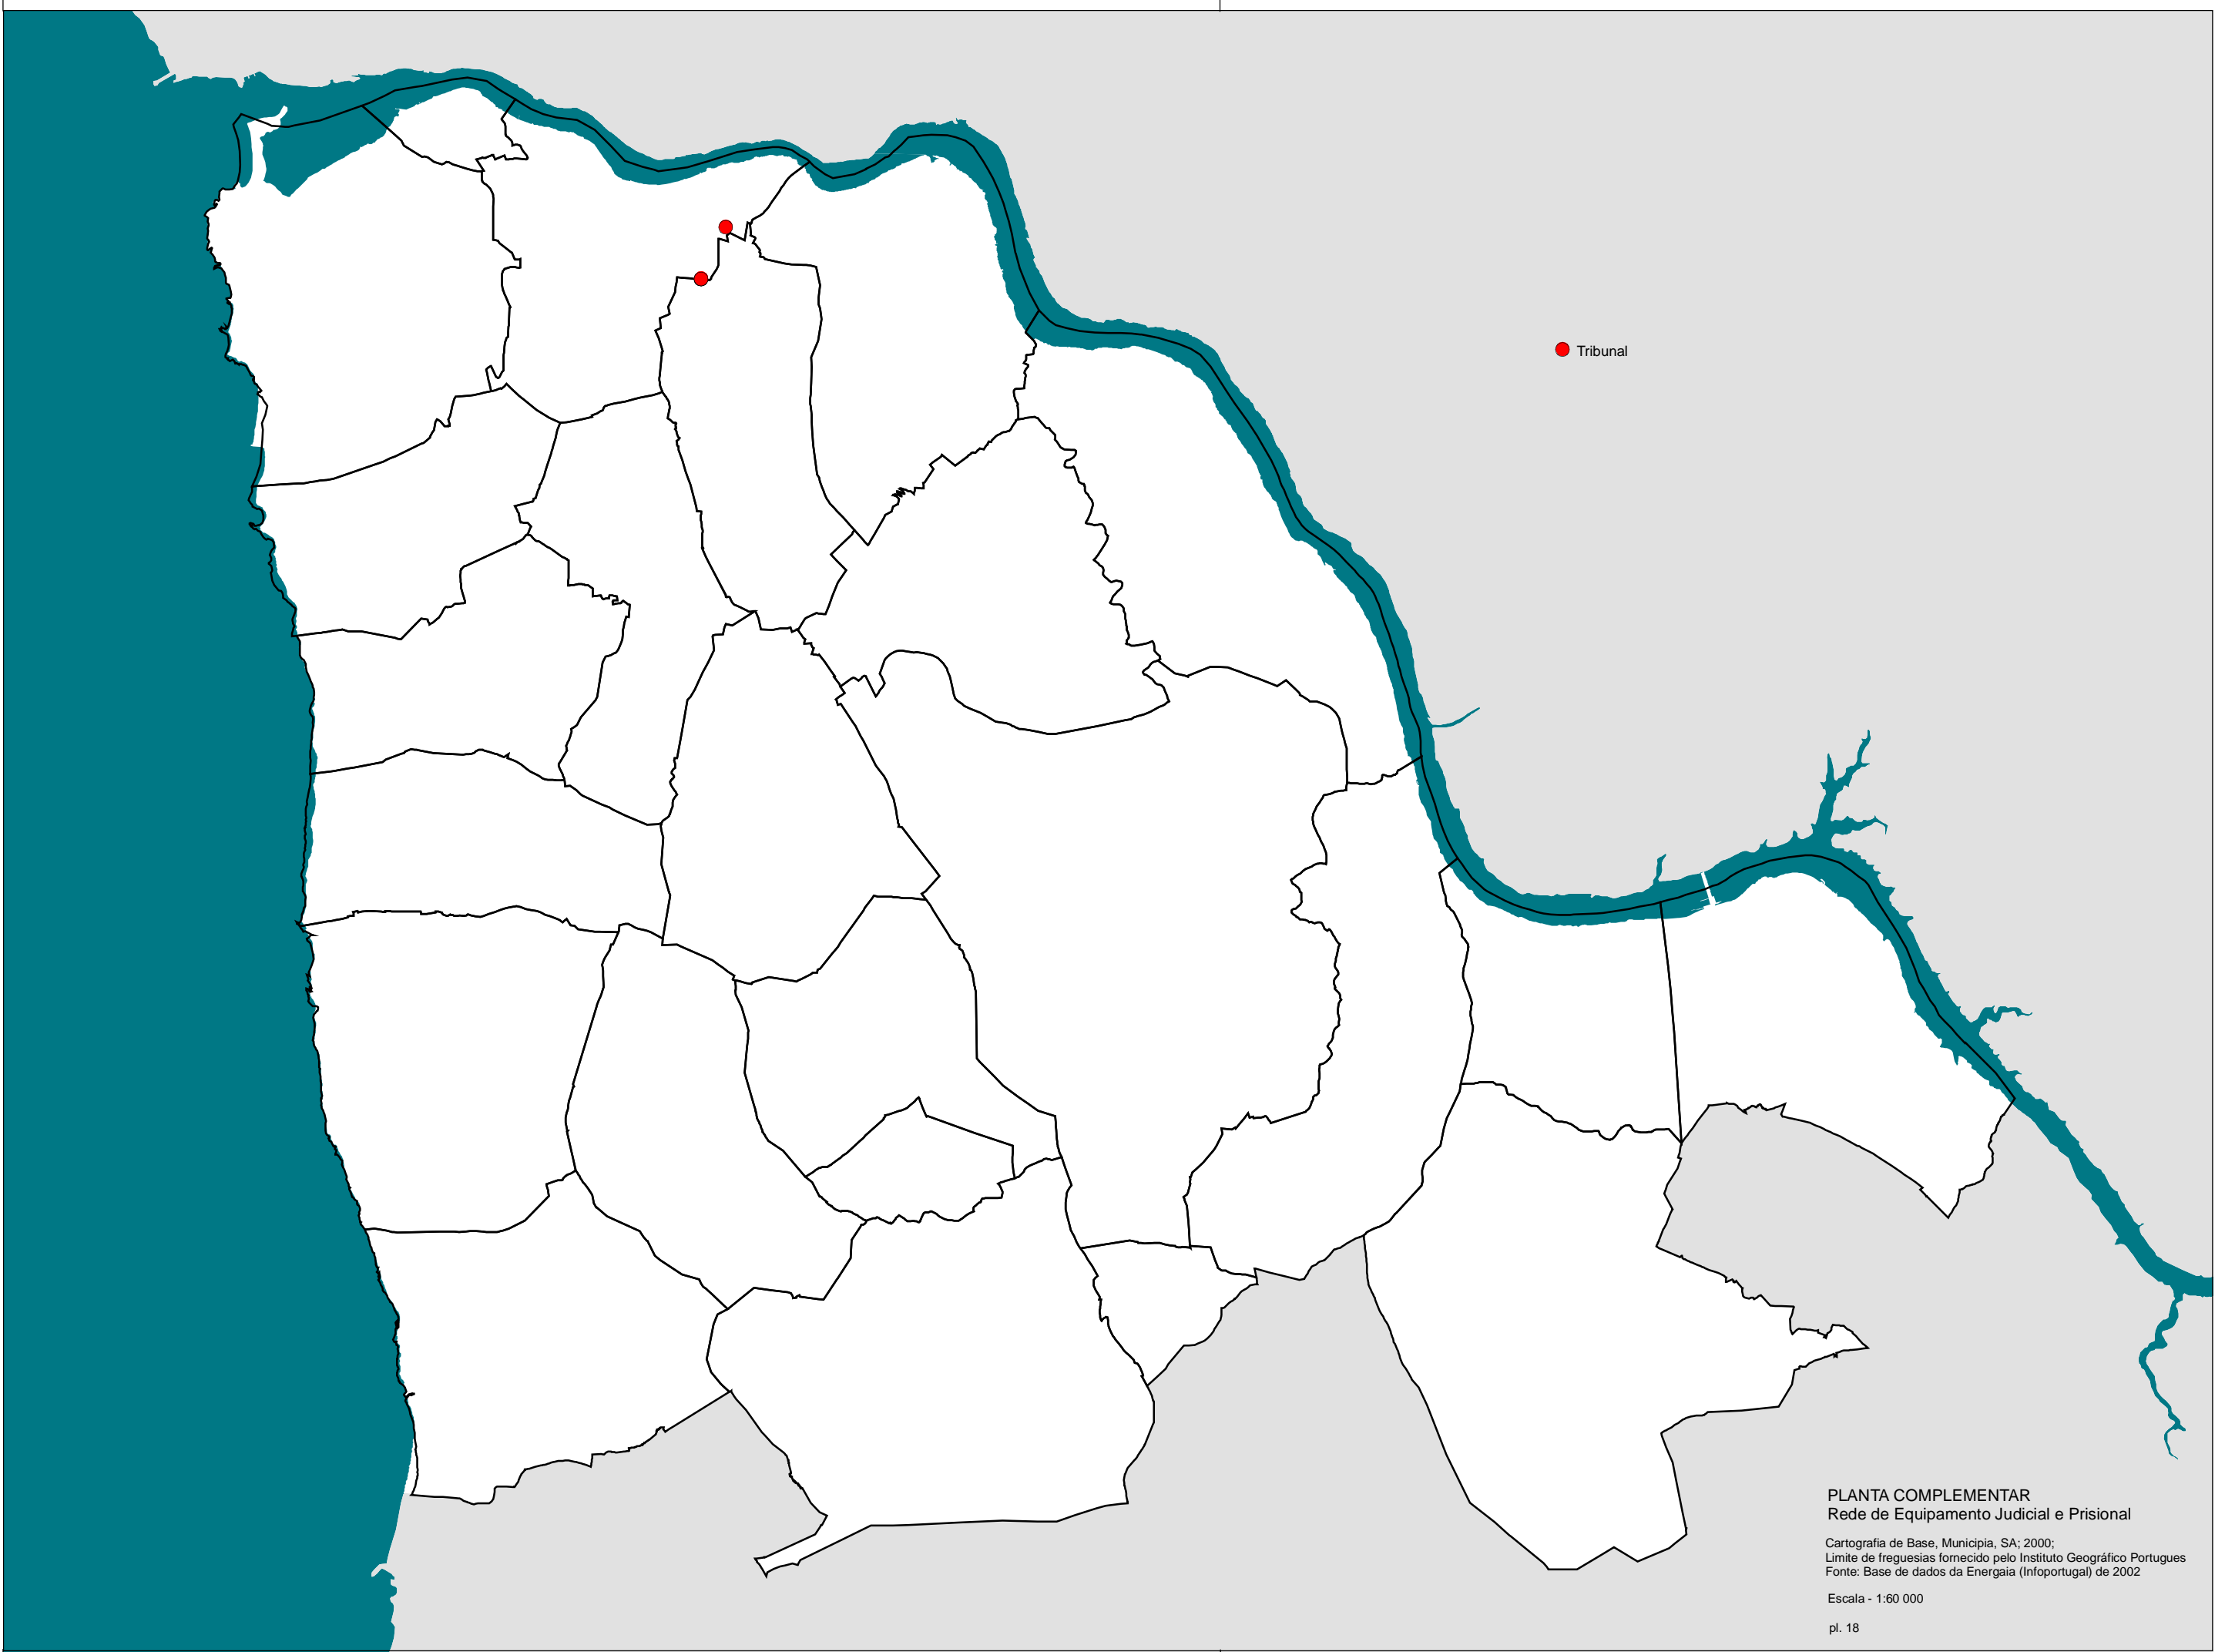 Tribunal
PLANTA COMPLEMENTAR
Rede de Equipamento Judicial e Prisional
Cartografia de Base, Municipia, SA; 2000;
Limite de freguesias fornecido pelo Instituto Geográfico Portugues
Fonte: Base de dados da Energaia (Infoportugal) de 2002
Escala - 1:60 000
pl. 18